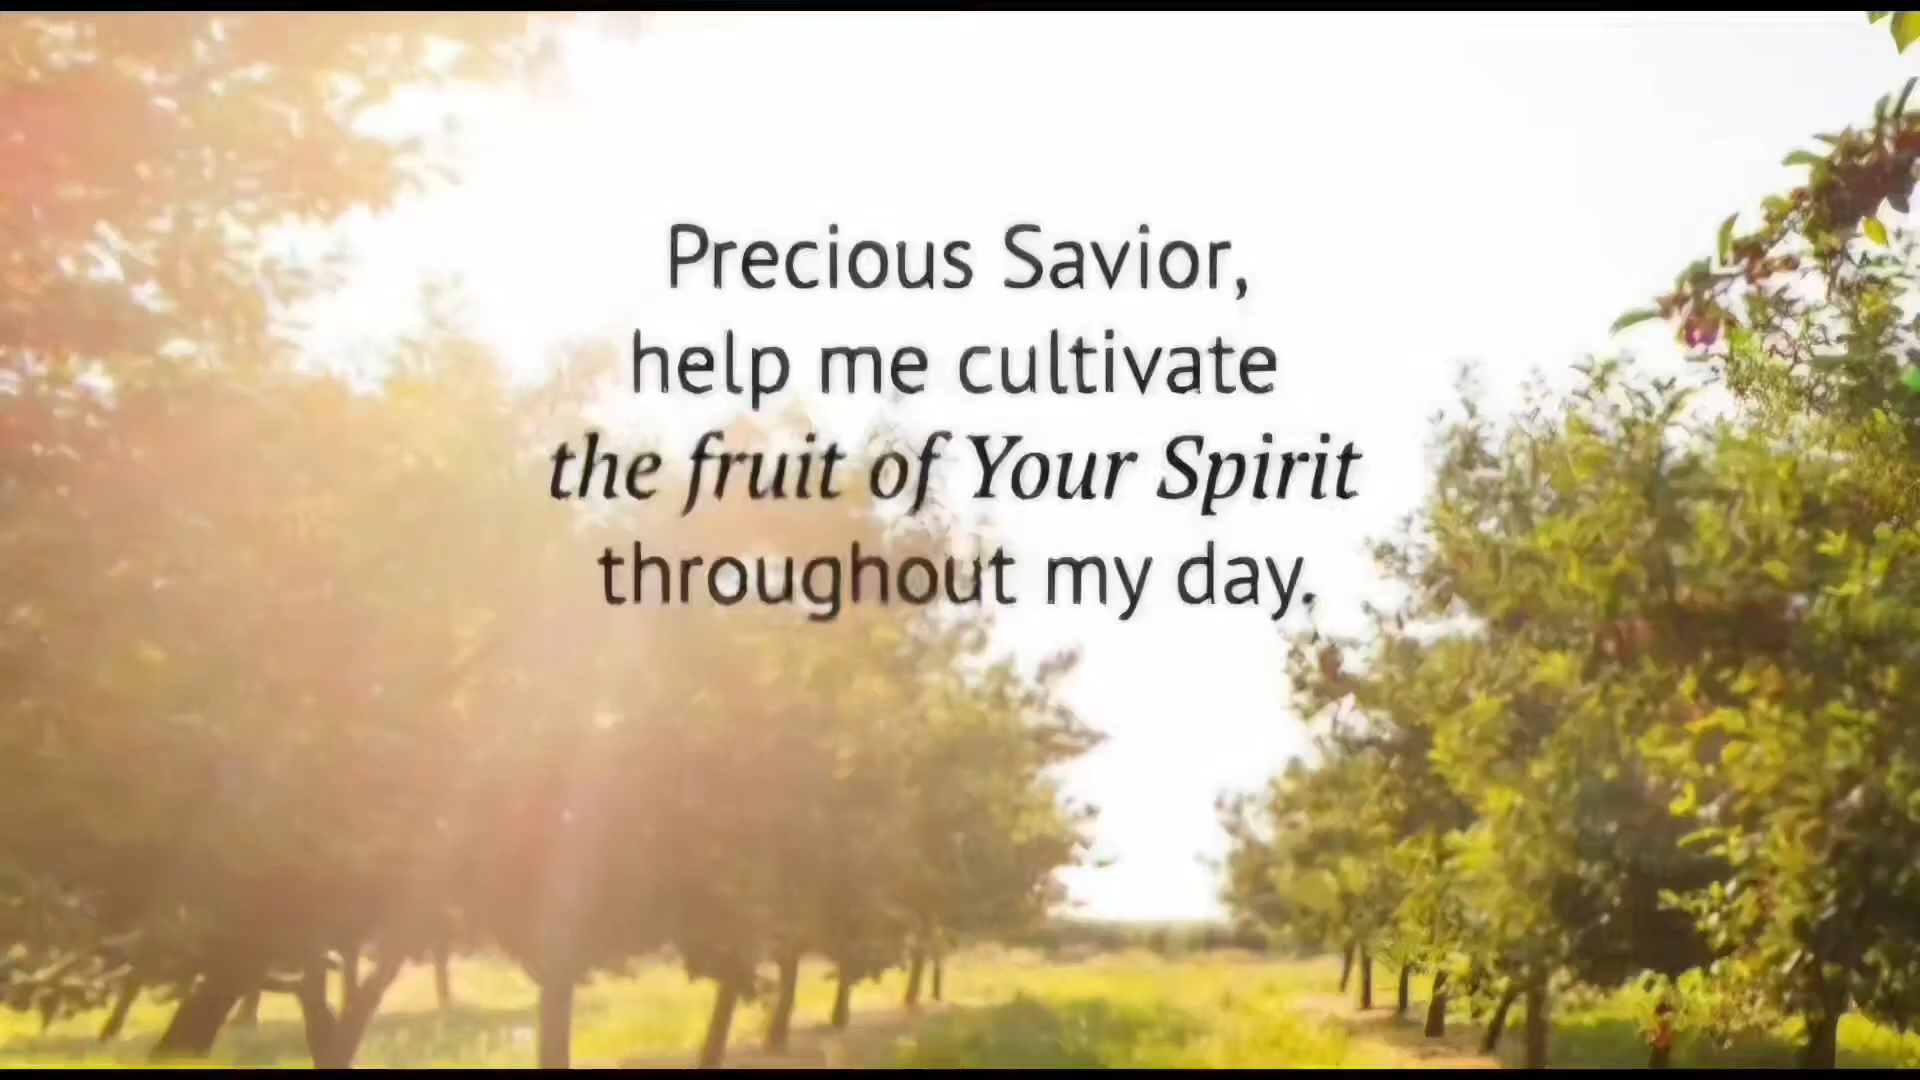 Precious Savior,
help me cultivate
the fruit of Your Spirit
throughout my day.